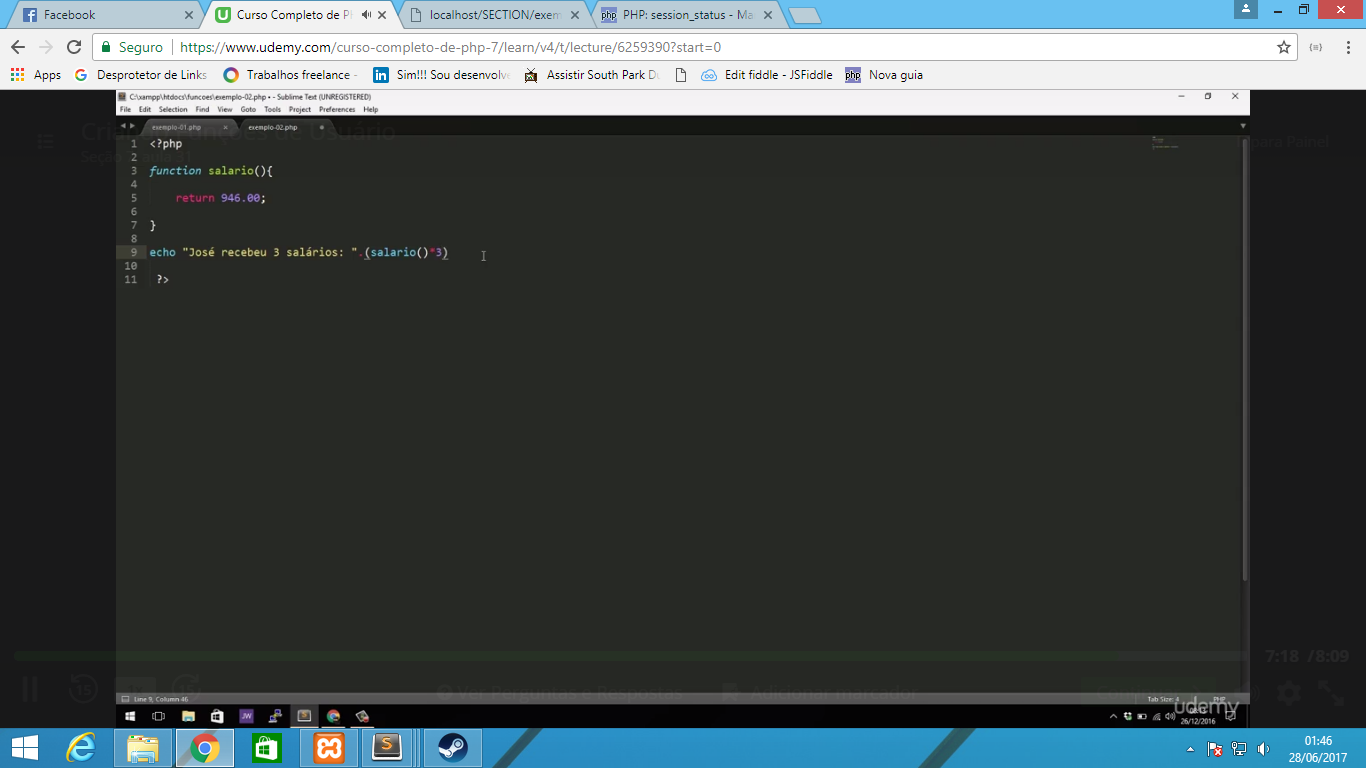 Facebook
Curso Completo de P
localhost/SECTION/exem
PHP: session_status - Ma
Seguro
https://www.udemy.com/curso-completo-de-php-7/learn/v4/t/lecture/6259390?start=0
Apps
Desprotetor de Links
Trabalhos freelance -
Sim!!! Sou desenvolve
Assistir South Park D
Edit fiddle - JSFiddle
php
Nova guia
C:\xampp\htdocs\funcoes\exemplo-02.php • - Sublime Text (UNREGISTERED)
File Edit Selection Find View Goto Tools Project Preferences Help
exemplo-01.php
exemplo-02.php
1 <?php
2
3 function salario(){
4
5 return 946.00;
6
7 }
8
9 echo "José recebeu 3 salários: ".(salario()*3)
10
11 ?>
7:18 / 8:09
15
Line 9, Column 46
Tab Size: 4
PHP
udemy
26/12/2016
01:46
28/06/2017